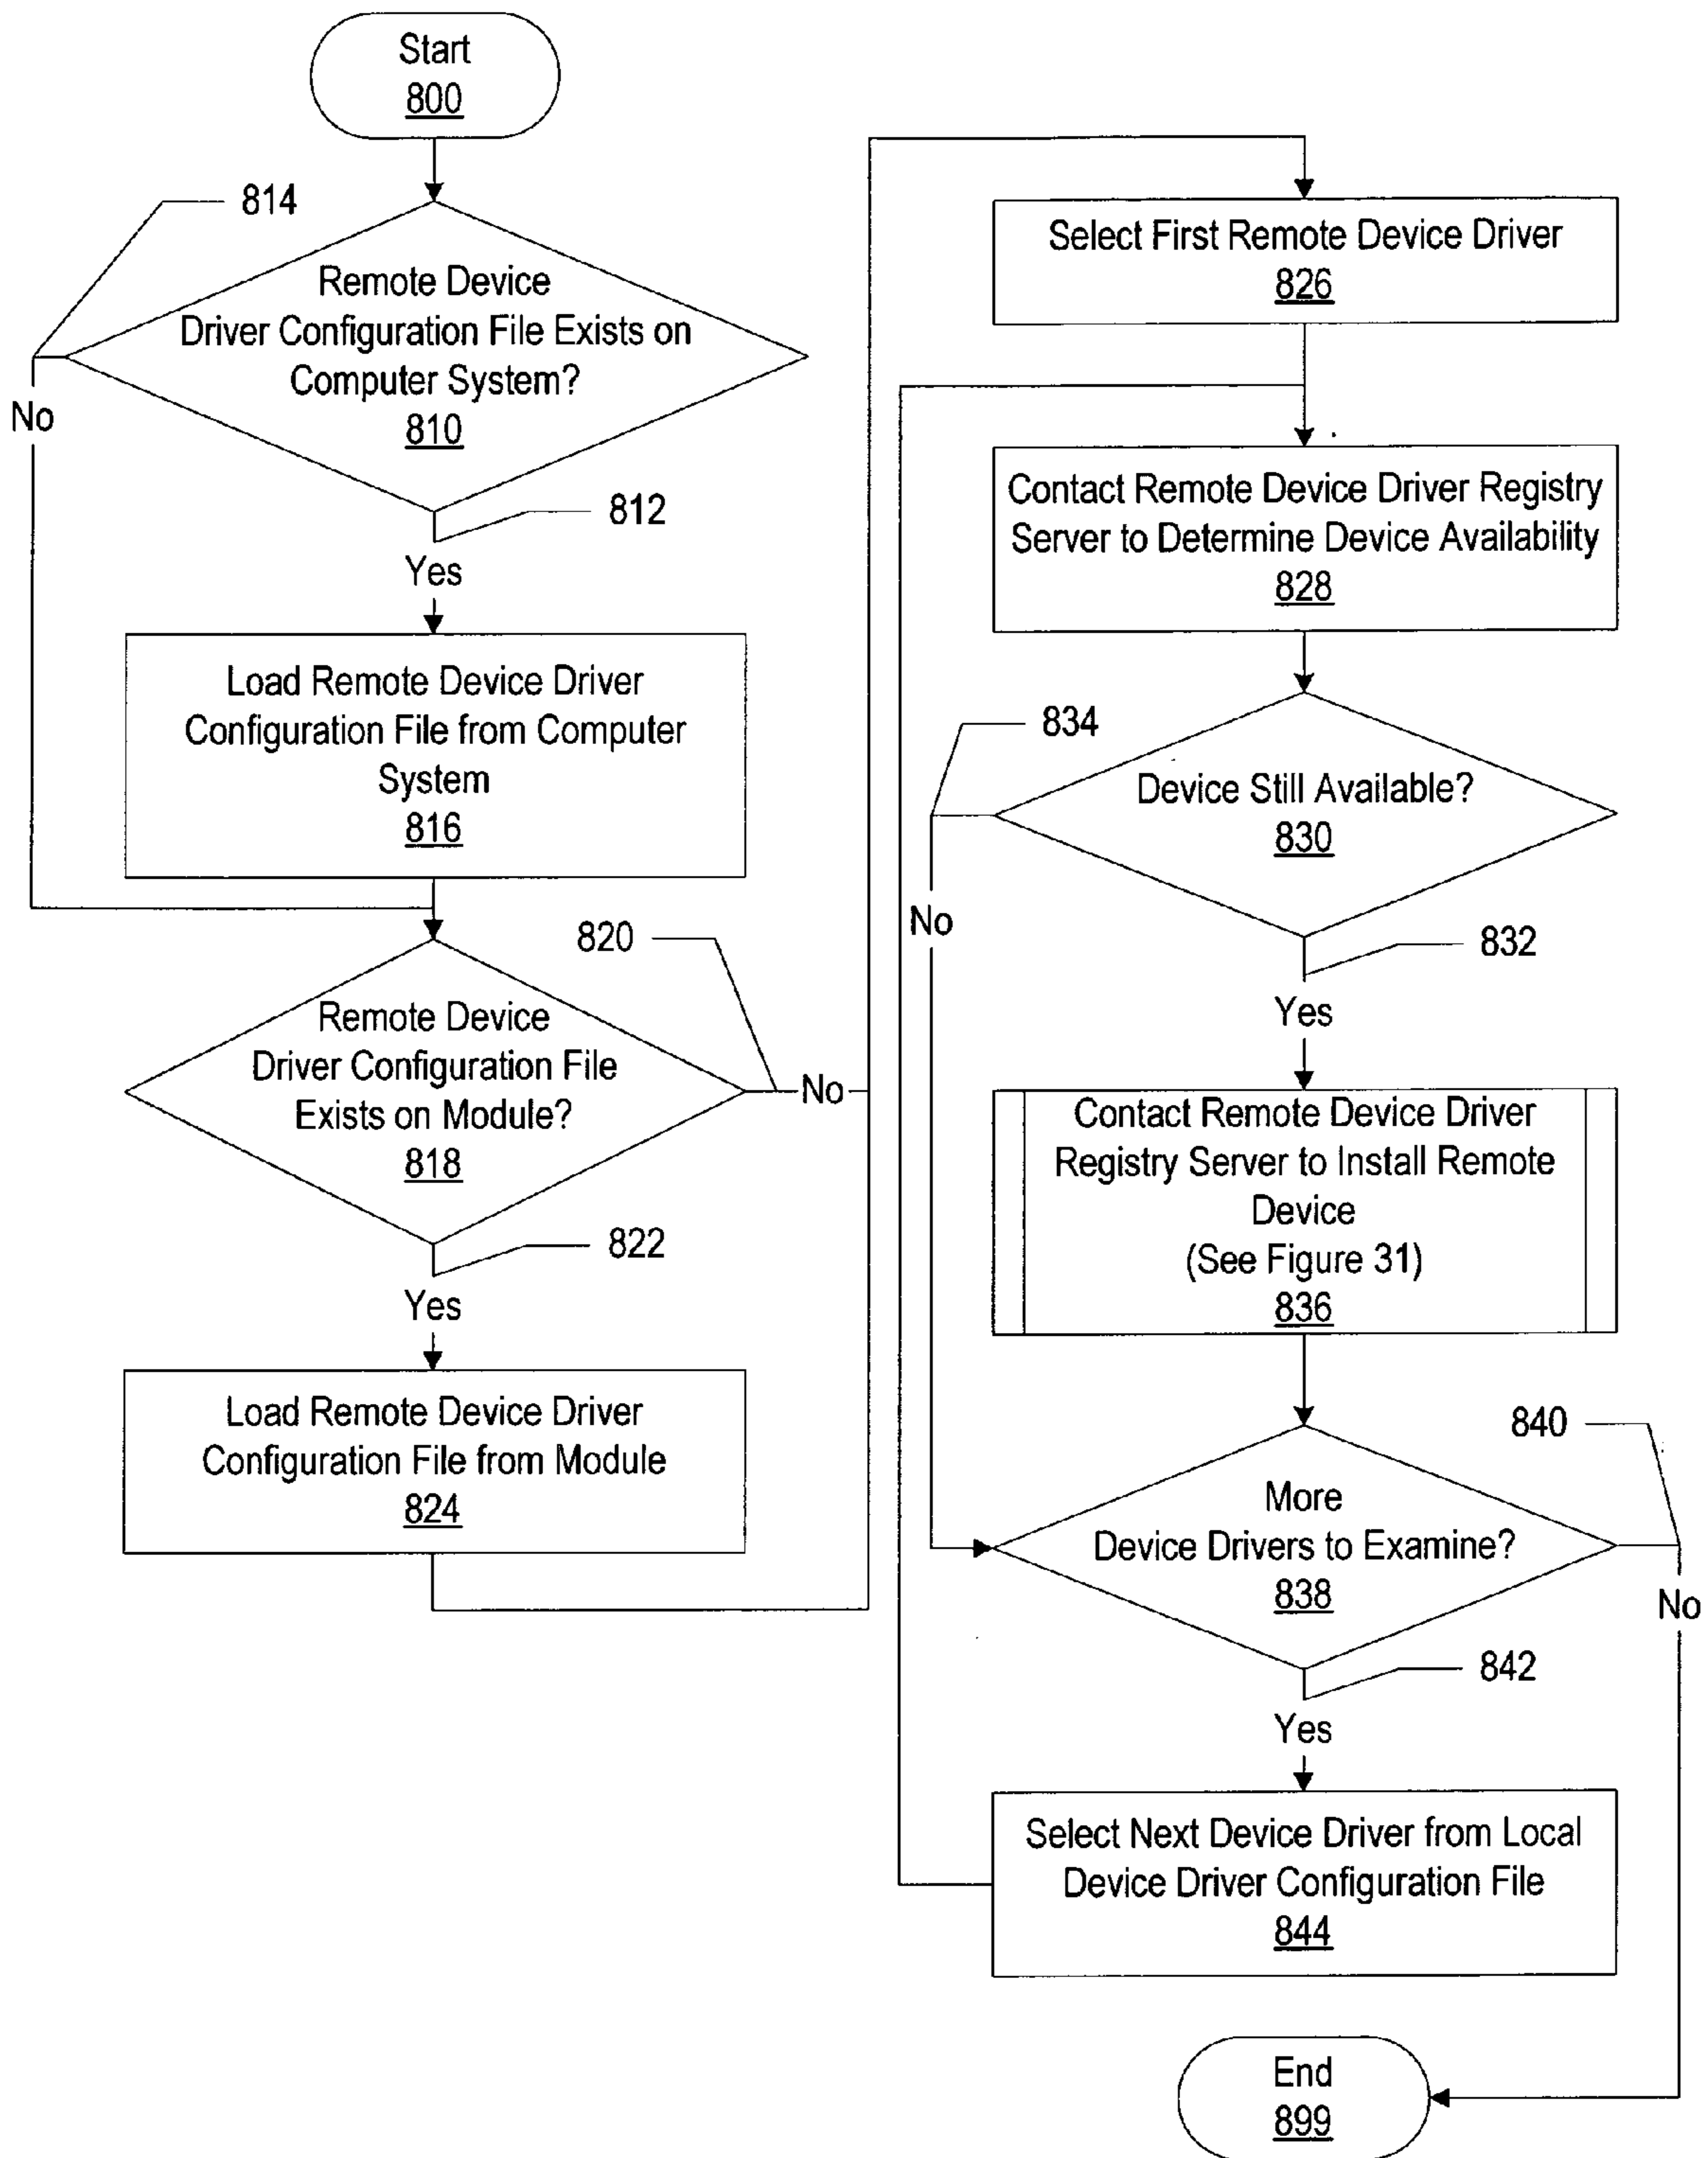 Start
800
814
Remote Device
Driver Configuration File Exists on
Computer System?
810
No
812
Yes
Load Remote Device Driver
Configuration File from Computer
System
816
820
Remote Device
Driver Configuration File
Exists on Module?
818
No
822
Yes
Load Remote Device Driver
Configuration File from Module
824
Select First Remote Device Driver
826
Contact Remote Device Driver Registry
Server to Determine Device Availability
828
834
Device Still Available?
830
No
832
Yes
Contact Remote Device Driver
Registry Server to Install Remote
Device
(See Figure 31)
836
840
More
Device Drivers to Examine?
838
No
842
Yes
Select Next Device Driver from Local
Device Driver Configuration File
844
End
899